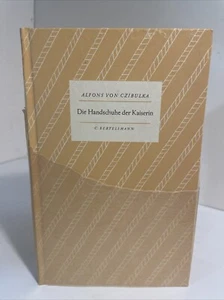 ALFONS VON CZIBULKA
Die Handschuhe der Kaiserin
C. BERTELSMANN